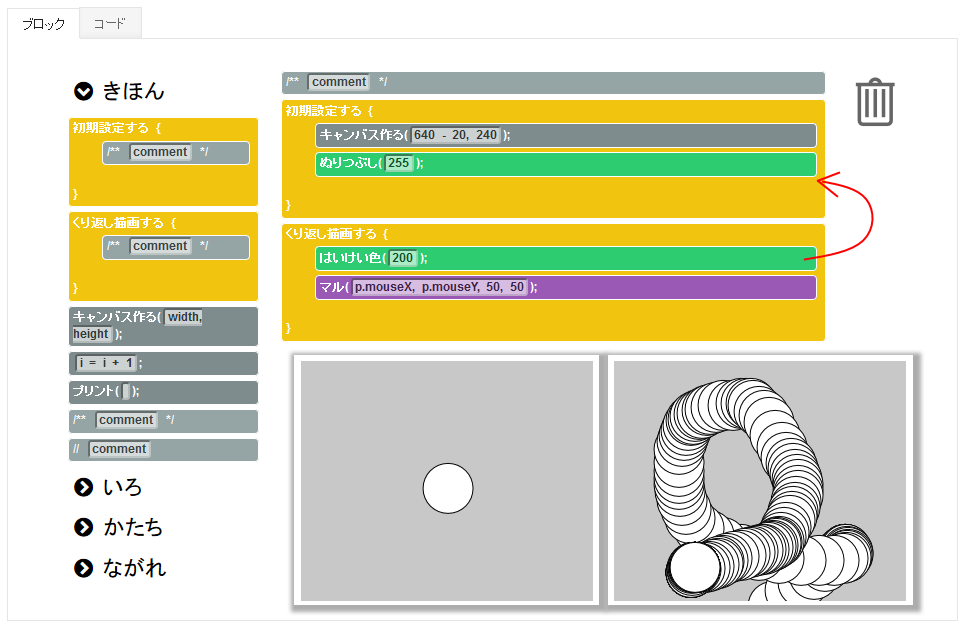 ブロック
コード
きほん
初期設定する {
/** comment */
}
くり返し描画する {
/** comment */
}
キャンバス作る( width,
height );
i = i + 1 ;
プリント( );
/** comment */
// comment
いろ
かたち
ながれ
/** comment */
初期設定する {
キャンバス作る( 640 - 20, 240 );
ぬりつぶし( 255 );
}
くり返し描画する {
はいけい色( 200 );
マル( p.mouseX, p.mouseY, 50, 50 );
}